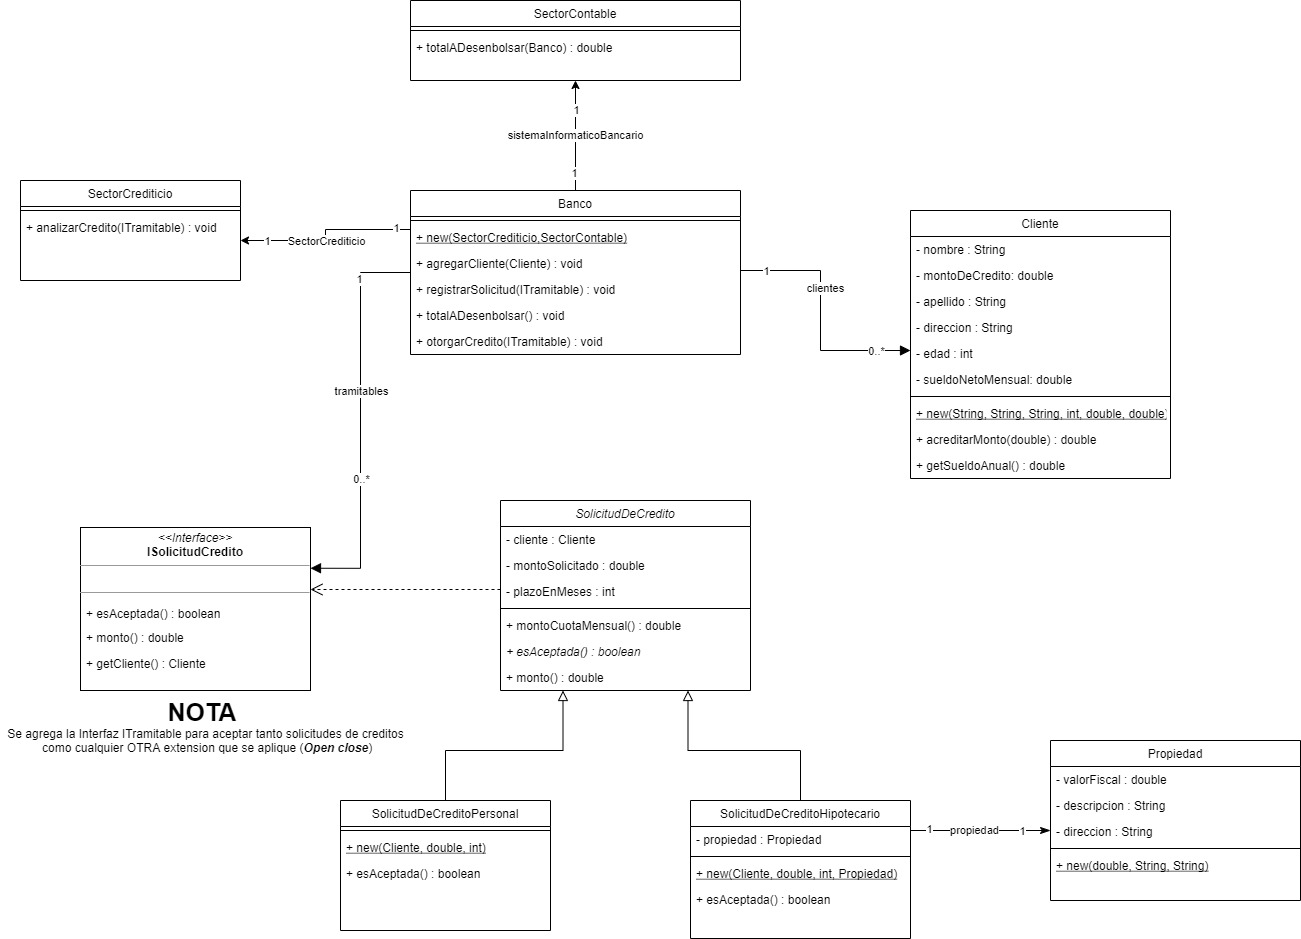 SectorContable
+ totalADesenbolsar(Banco) : double
1
sistemaInformaticoBancario
1
SectorCrediticio
+ analizarCredito(ITramitable) : void
1
SectorCrediticio
1
Banco
+ new(SectorCrediticio,SectorContable)
+ agregarCliente(Cliente) : void
+ registrarSolicitud(ITramitable) : void
+ totalADesenbolsar() : void
+ otorgarCredito(ITramitable) : void
1
clientes
0..*
Cliente
- nombre : String
- montoDeCredito: double
- apellido : String
- direccion : String
- edad : int
- sueldoNetoMensual: double
+ new(String, String, String, int, double, double)
+ acreditarMonto(double) : double
+ getSueldoAnual() : double
1
tramitables
0..*
<<Interface>>
ISolicitudCredito
+ esAceptada() : boolean
+ monto() : double
+ getCliente() : Cliente
SolicitudDeCredito
- cliente : Cliente
- montoSolicitado : double
- plazoEnMeses : int
+ montoCuotaMensual() : double
+ esAceptada() : boolean
+ monto() : double
NOTA
Se agrega la Interfaz ITramitable para aceptar tanto solicitudes de creditos
como cualquier OTRA extension que se aplique (Open close)
SolicitudDeCreditoPersonal
+ new(Cliente, double, int)
+ esAceptada() : boolean
SolicitudDeCreditoHipotecario
- propiedad : Propiedad
+ new(Cliente, double, int, Propiedad)
+ esAceptada() : boolean
1
propiedad
1
Propiedad
- valorFiscal : double
- descripcion : String
- direccion : String
+ new(double, String, String)